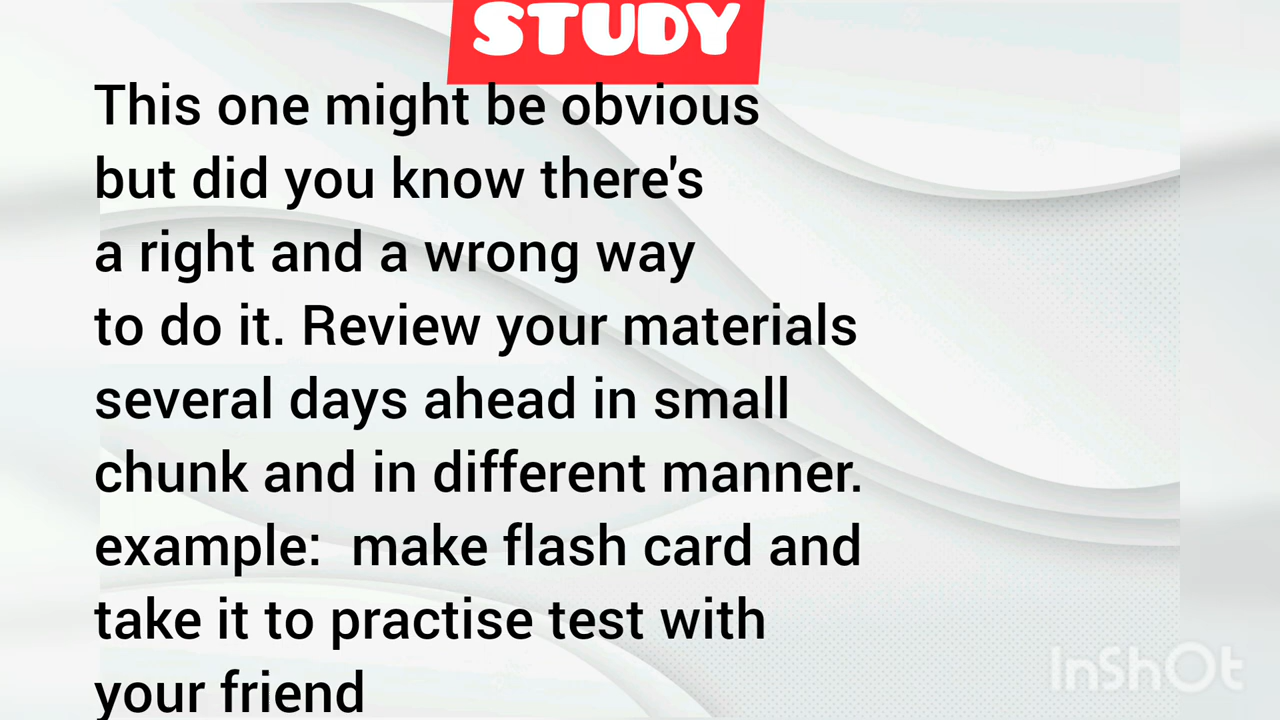 STUDY
This one might be obvious
but did you know there's
a right and a wrong way
to do it. Review your materials
several days ahead in small
chunk and in different manner.
example:  make flash card and
take it to practise test with
your friend
InShOt